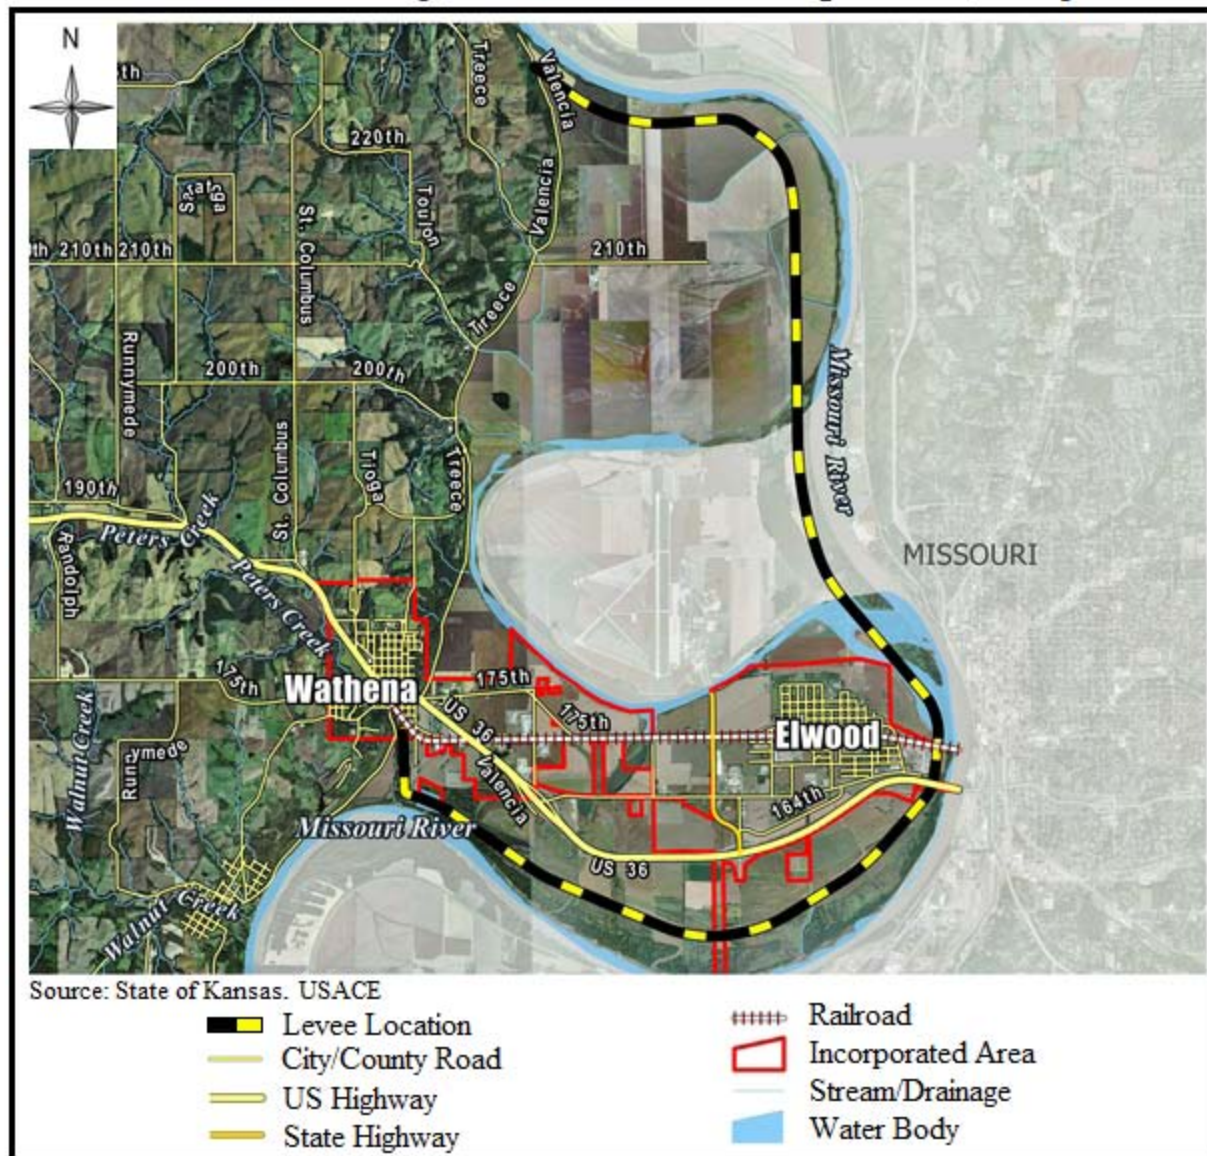 N
Treece
Valencia
th
220th
Valencia
Saratoga
Toulon
St. Columbus
210th
210th
210th
Treece
Missouri River
Runnymede
200th
200th
St. Columbus
Tioga
Treece
190th
Peters Creek
MISSOURI
Randolph
Peters Creek
175th
Wathena
175th
175th
US 36
Elwood
Walnut Creek
Runnymede
Valencia
164th
Missouri River
US 36
Walnut Creek
Source: State of Kansas. USACE
Levee Location
City/County Road
US Highway
State Highway
Railroad
Incorporated Area
Stream/Drainage
Water Body